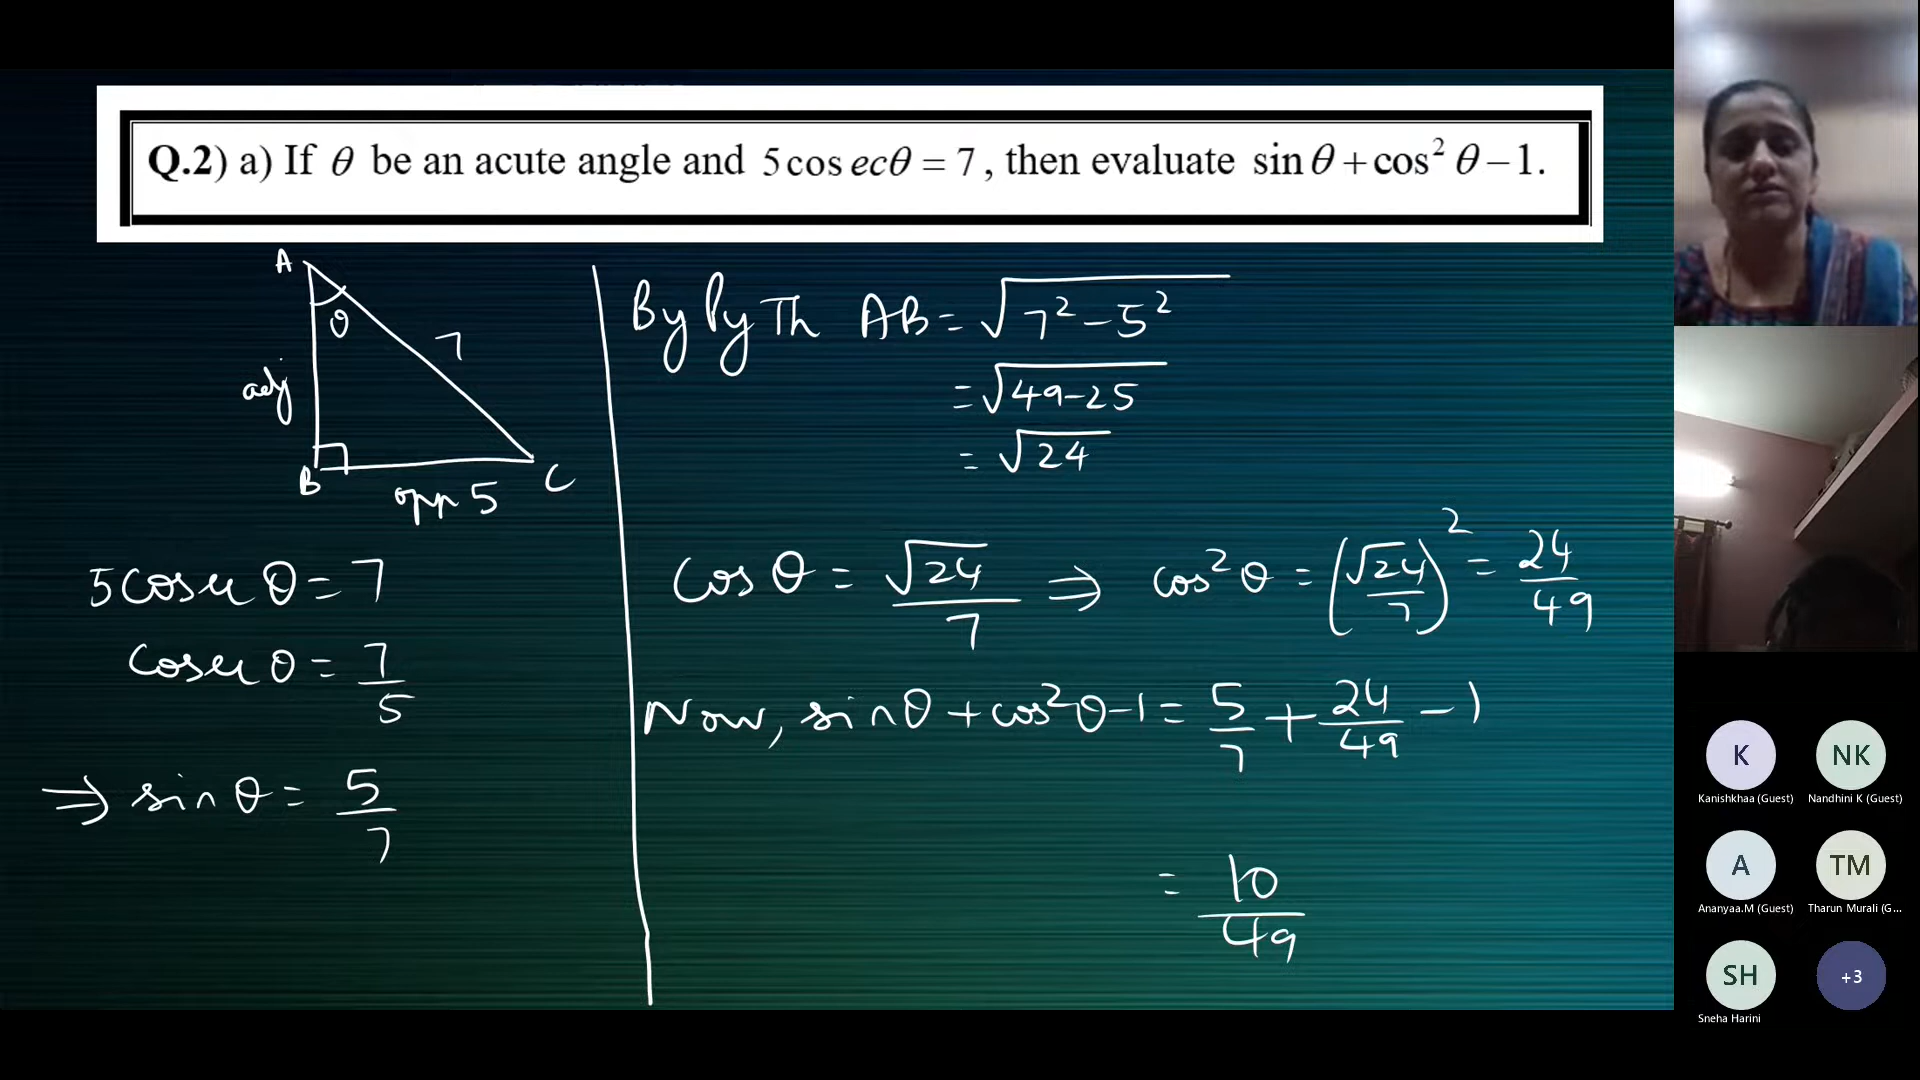 Q.2) a) If θ be an acute angle and 5 cos ecθ = 7, then evaluate sin θ + cos² θ − 1.
A
θ
7
adj
B
opp 5
C
5 cosec θ = 7
cosec θ = 7/5
⇒ sin θ = 5/7
By Py Th AB = √(7² − 5²)
= √(49 − 25)
= √24
cos θ = √24/7 ⇒ cos² θ = (√24/7)² = 24/49
Now, sin θ + cos² θ − 1 = 5/7 + 24/49 − 1
= 10/49
K
NK
Kanishkhaa (Guest)
Nandhini K (Guest)
A
TM
Ananyaa.M (Guest)
Tharun Murali (G...
SH
+3
Sneha Harini